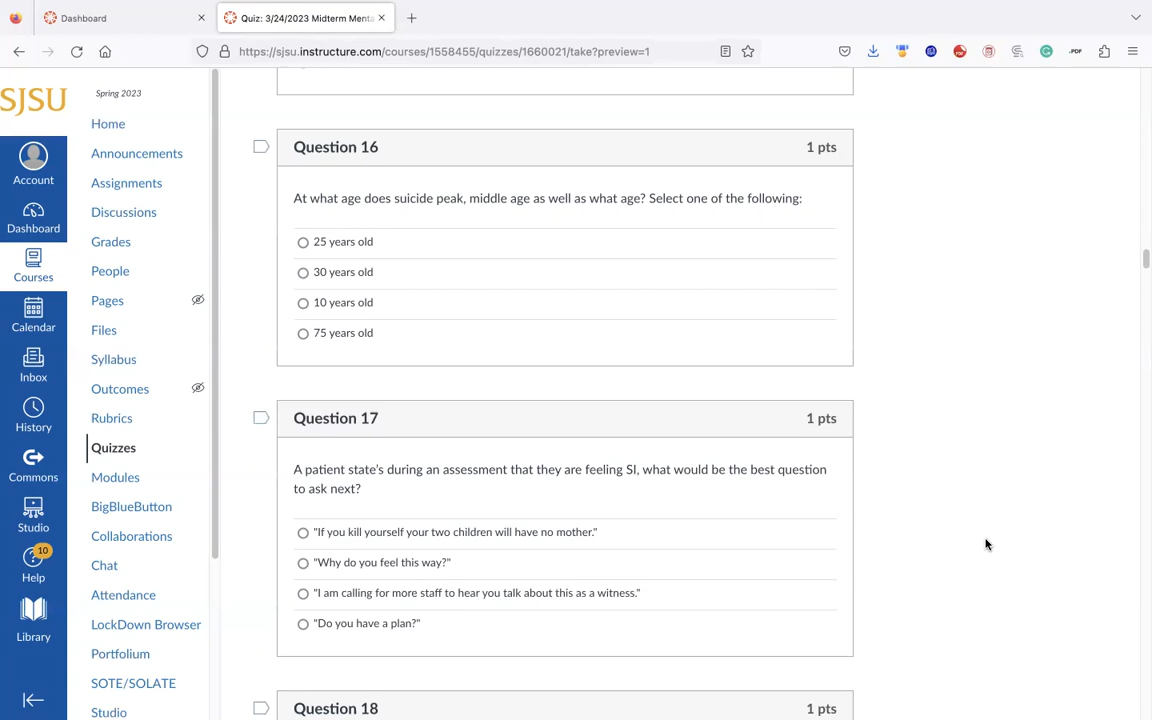 Dashboard
Quiz: 3/24/2023 Midterm Menta
https://sjsu.instructure.com/courses/1558455/quizzes/1660021/take?preview=1
.PDF
SJSU
Account
Dashboard
Courses
Calendar
Inbox
History
Commons
Studio
10
Help
Library
Spring 2023
Home
Announcements
Assignments
Discussions
Grades
People
Pages
Files
Syllabus
Outcomes
Rubrics
Quizzes
Modules
BigBlueButton
Collaborations
Chat
Attendance
LockDown Browser
Portfolium
SOTE/SOLATE
Studio
Question 16 1 pts
At what age does suicide peak, middle age as well as what age? Select one of the following:
25 years old
30 years old
10 years old
75 years old
Question 17 1 pts
A patient state's during an assessment that they are feeling SI, what would be the best question
to ask next?
"If you kill yourself your two children will have no mother."
"Why do you feel this way?"
"I am calling for more staff to hear you talk about this as a witness."
"Do you have a plan?"
Question 18 1 pts